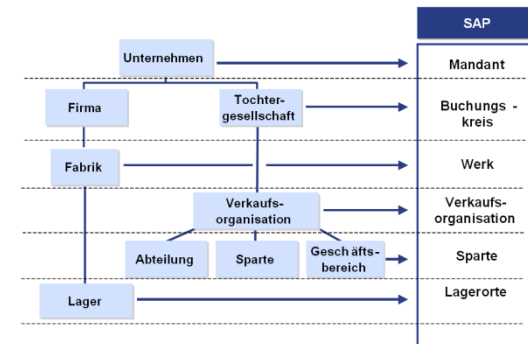 SAP
Unternehmen
Mandant
Firma
Tochter-
gesellschaft
Buchungs -
kreis
Fabrik
Werk
Verkaufs-
organisation
Verkaufs-
organisation
Abteilung
Sparte
Gesch äfts-
bereich
Sparte
Lager
Lagerorte